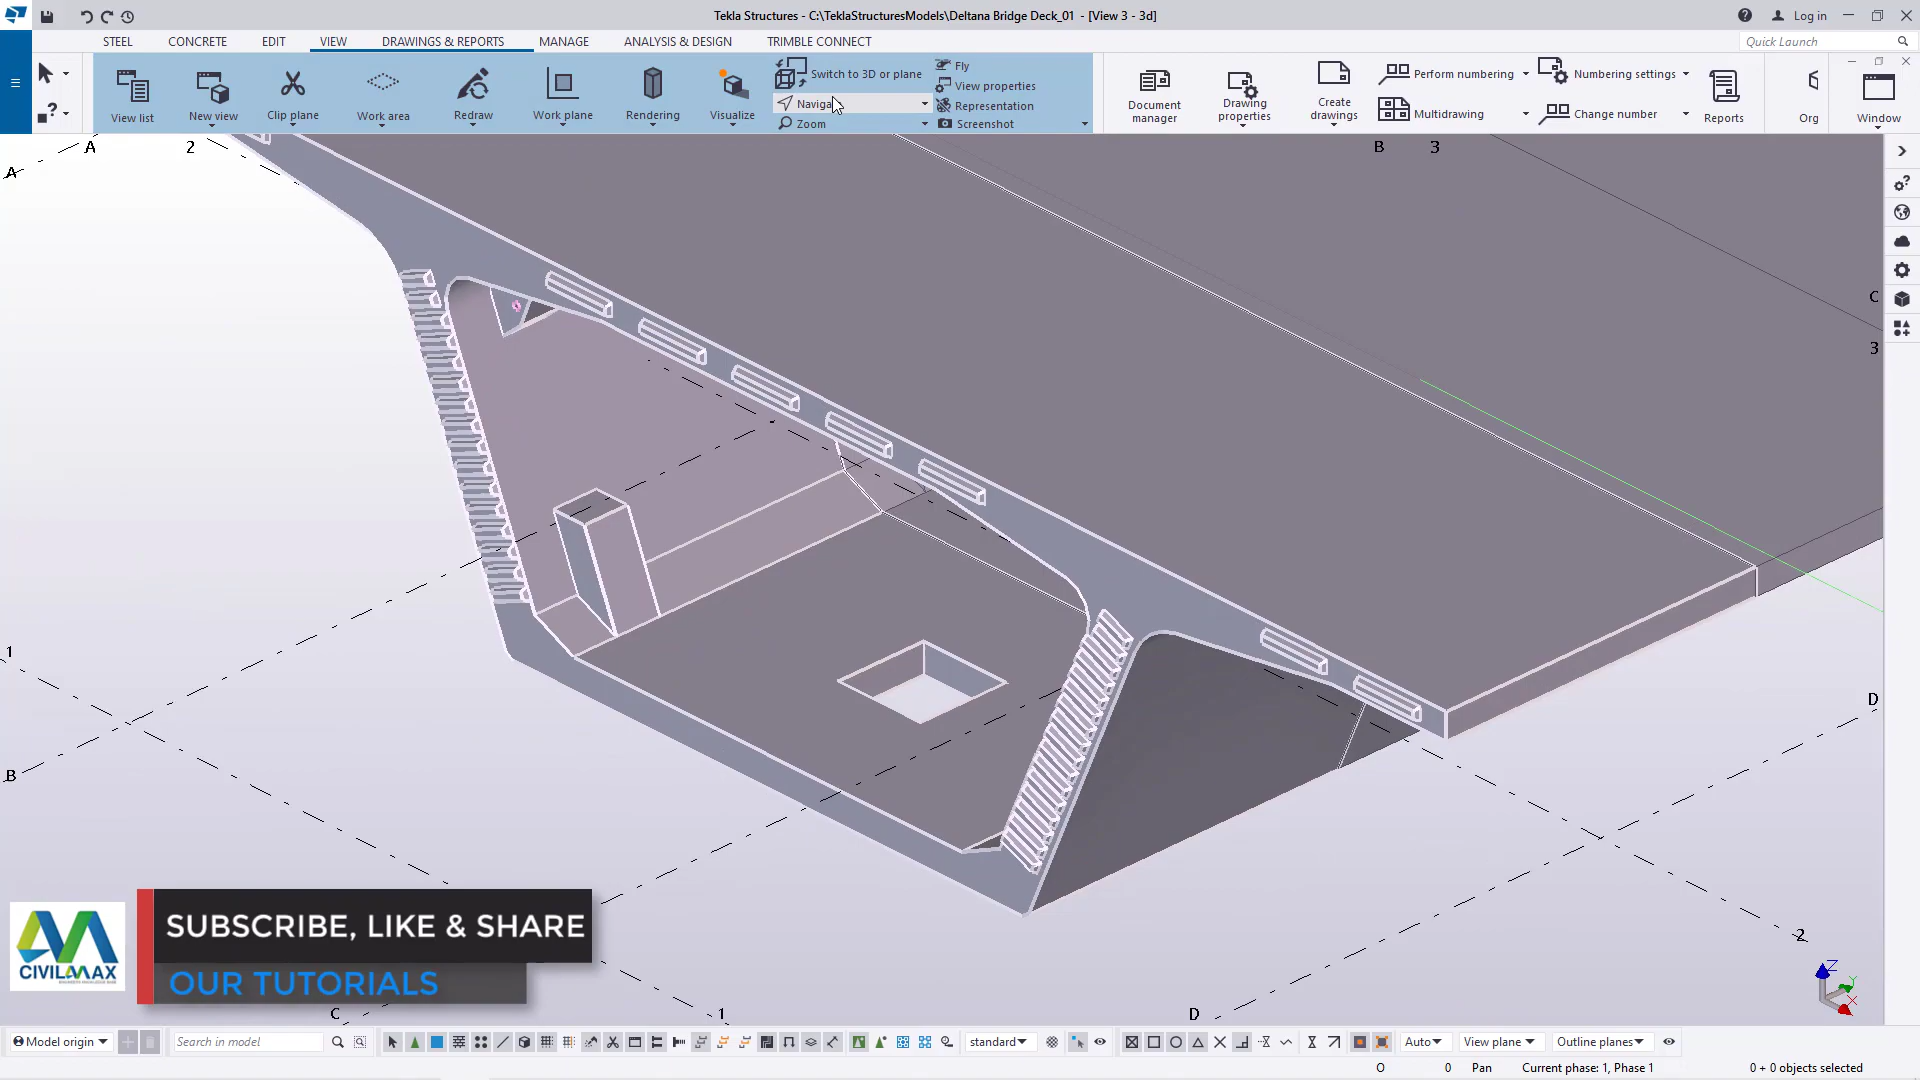 Tekla Structures - C:\TeklaStructuresModels\Deltana Bridge Deck_01 - [View 3 - 3d]
Log in
STEEL CONCRETE EDIT VIEW DRAWINGS & REPORTS MANAGE ANALYSIS & DESIGN TRIMBLE CONNECT
Quick Launch
View list
New view
Clip plane
Work area
Redraw
Work plane
Rendering
Visualize
Switch to 3D or plane
Zoom
Fly
View properties
Representation
Screenshot
Document
manager
Drawing
properties
Create
drawings
Perform numbering
Multidrawing
Numbering settings
Change number
Reports
Org
Window
A
A
2
B
3
C
3
1
B
D
2
C
1
D
Z
Y
X
CIVILMAX
SUBSCRIBE, LIKE & SHARE
OUR TUTORIALS
Model origin
Search in model
standard
Auto
View plane
Outline planes
O
0
Pan
Current phase: 1, Phase 1
0 + 0 objects selected